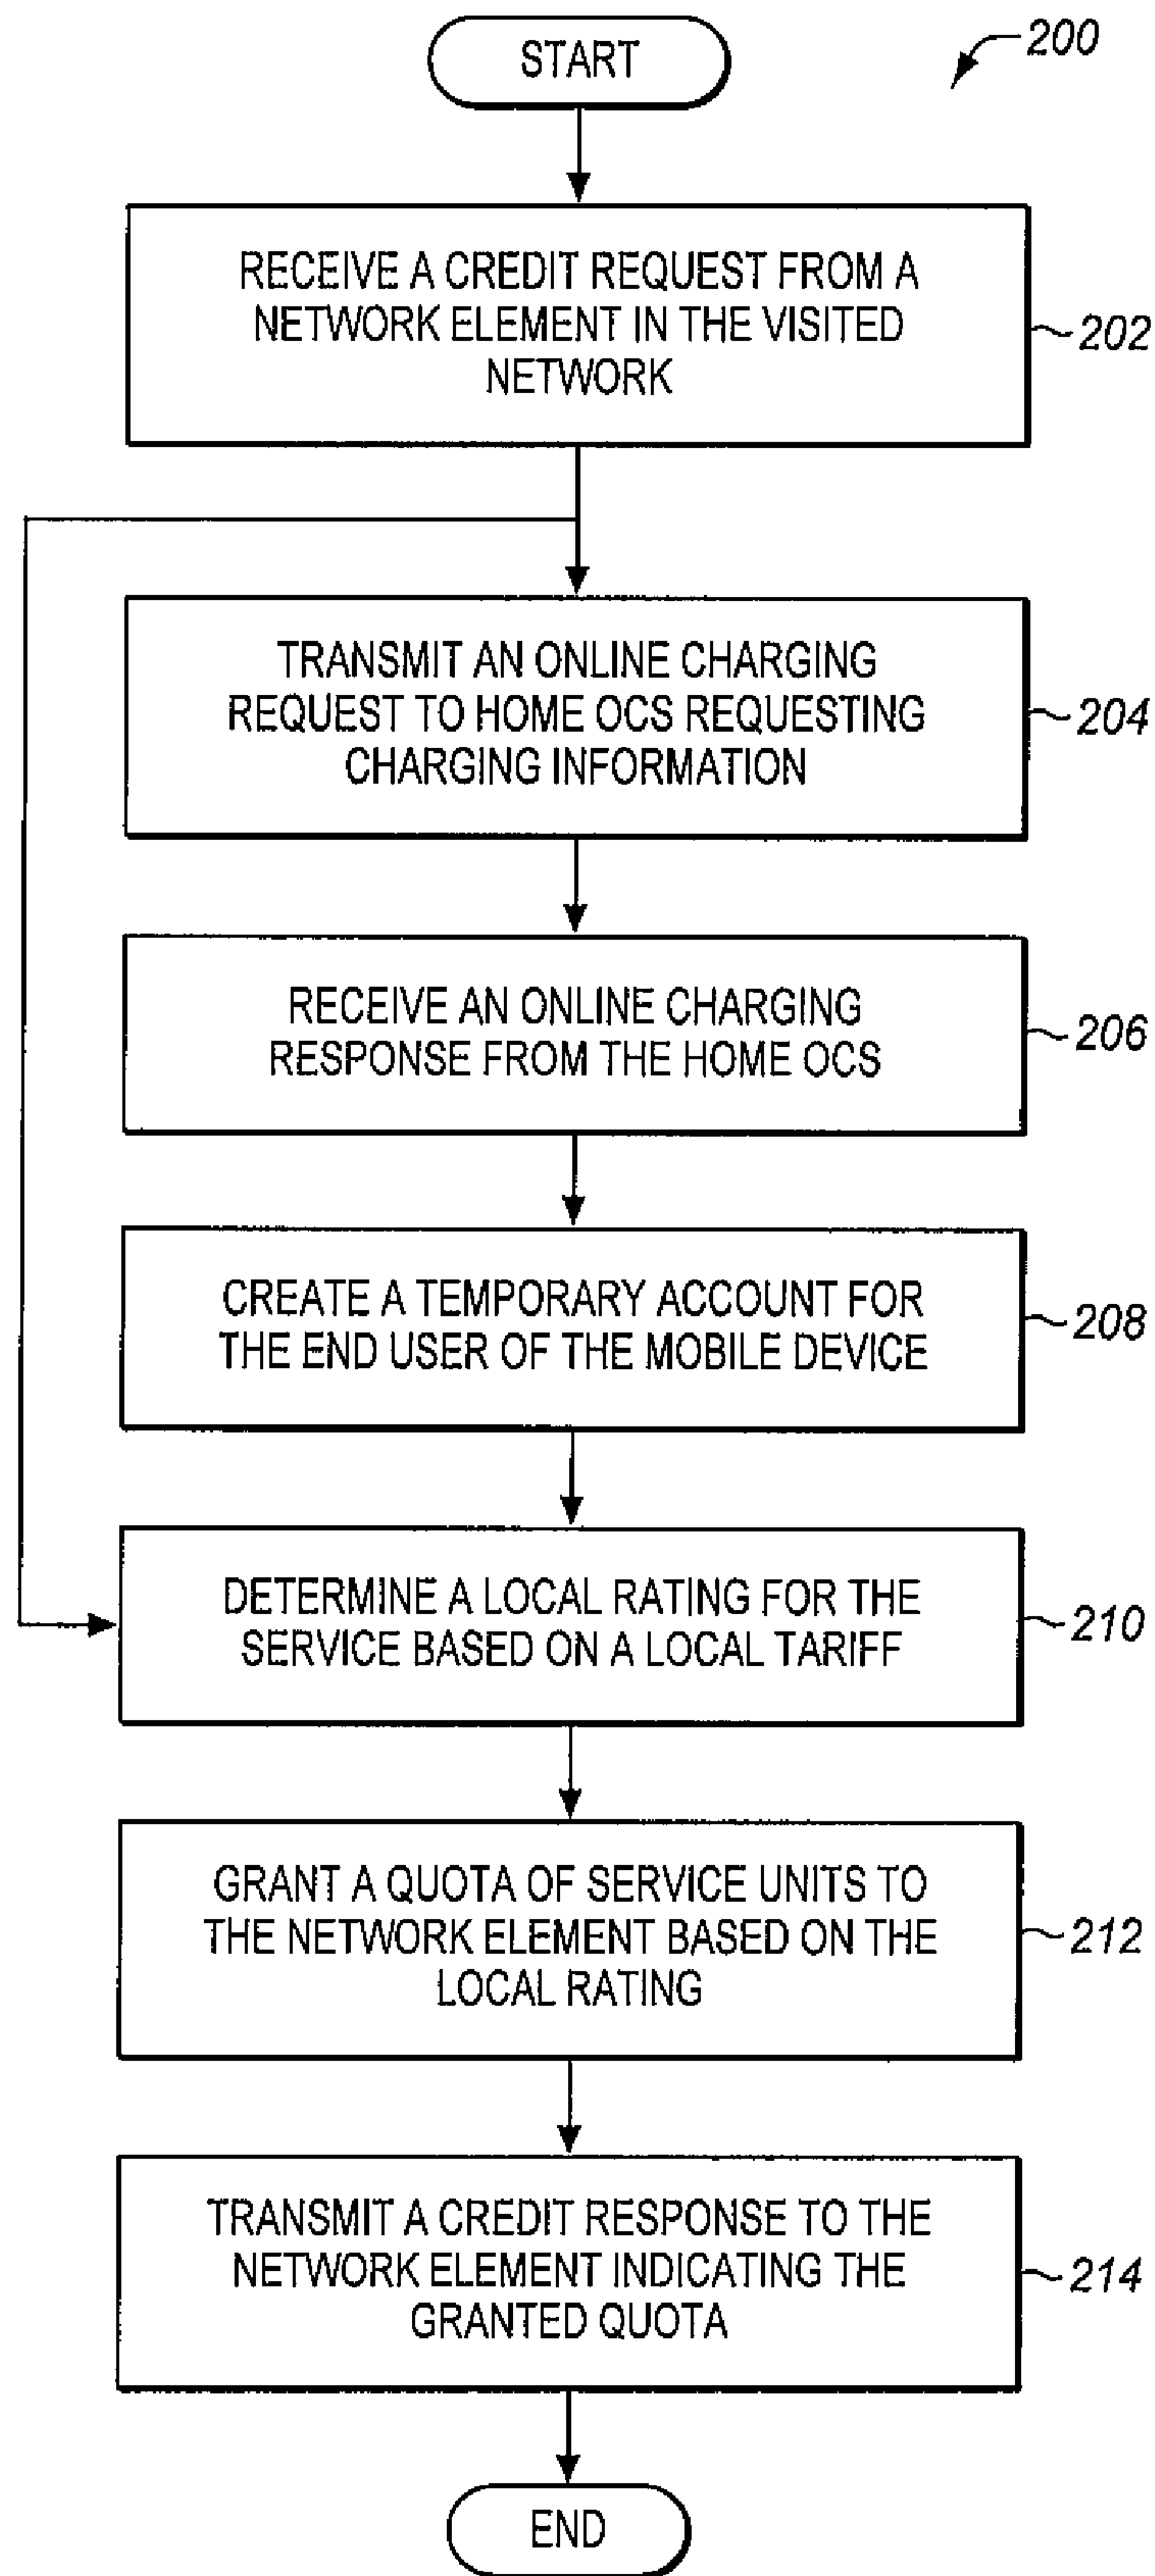 START
200
RECEIVE A CREDIT REQUEST FROM A
NETWORK ELEMENT IN THE VISITED
NETWORK
202
TRANSMIT AN ONLINE CHARGING
REQUEST TO HOME OCS REQUESTING
CHARGING INFORMATION
204
RECEIVE AN ONLINE CHARGING
RESPONSE FROM THE HOME OCS
206
CREATE A TEMPORARY ACCOUNT FOR
THE END USER OF THE MOBILE DEVICE
208
DETERMINE A LOCAL RATING FOR THE
SERVICE BASED ON A LOCAL TARIFF
210
GRANT A QUOTA OF SERVICE UNITS TO
THE NETWORK ELEMENT BASED ON THE
LOCAL RATING
212
TRANSMIT A CREDIT RESPONSE TO THE
NETWORK ELEMENT INDICATING THE
GRANTED QUOTA
214
END